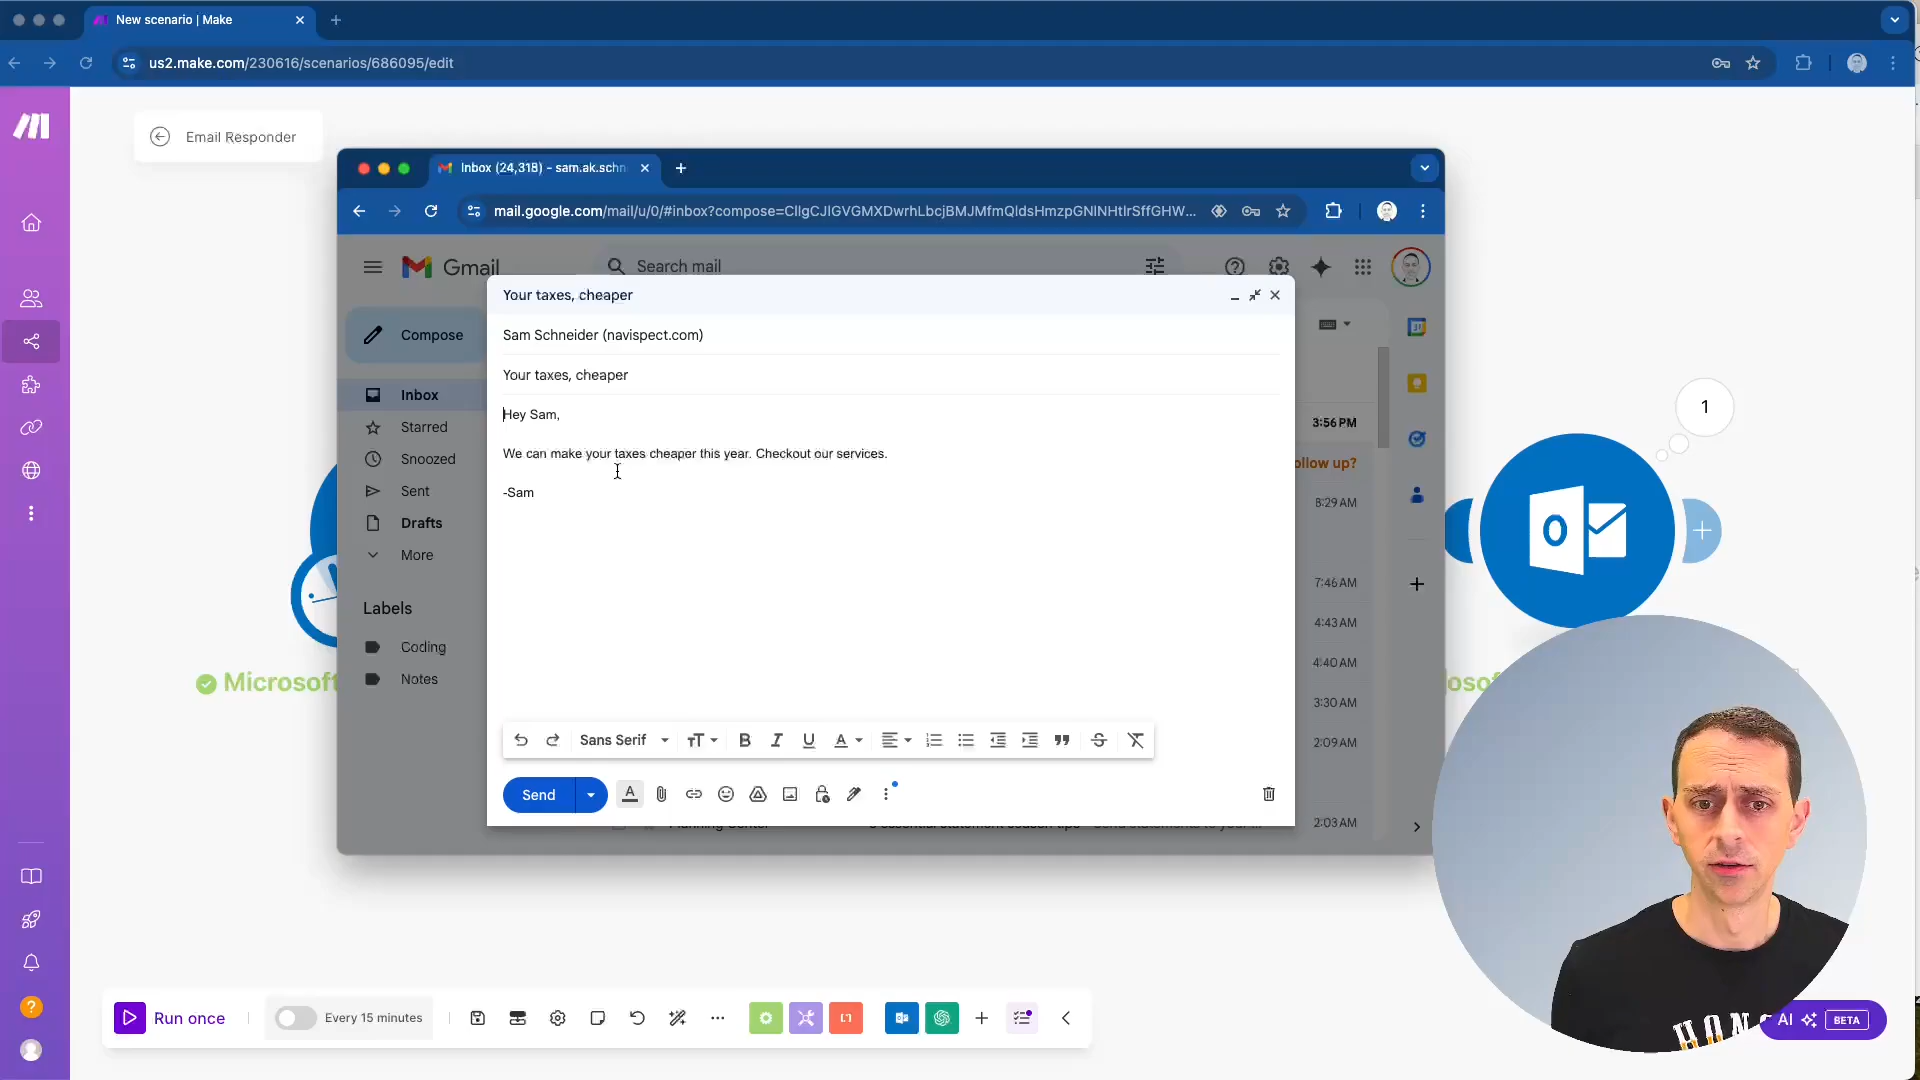 New scenario | Make
us2.make.com/230616/scenarios/686095/edit
Email Responder
Inbox (24,318) - sam.ak.schn
mail.google.com/mail/u/0/#inbox?compose=CllgCJlGVGMXDwrhLbcjBMJMfmQldsHmzpGNlNHtlrSffGHW...
Gmail
Search mail
Compose
Inbox
Starred
Snoozed
Sent
Drafts
More
Labels
Coding
Notes
Your taxes, cheaper
Sam Schneider (navispect.com)
Your taxes, cheaper
Hey Sam,
We can make your taxes cheaper this year. Checkout our services.
-Sam
Sans Serif
Send
3:56 PM
ollow up?
8:29 AM
7:46 AM
4:43 AM
4:40 AM
3:30 AM
2:09 AM
2:03 AM
1
Microsoft
Run once
Every 15 minutes
AI
BETA